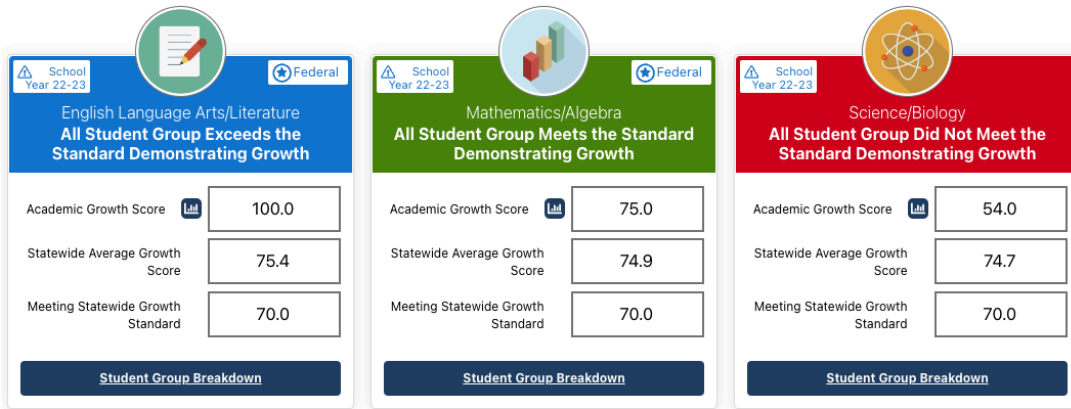 School
Year 22-23
Federal
English Language Arts/Literature
All Student Group Exceeds the
Standard Demonstrating Growth
Academic Growth Score
100.0
Statewide Average Growth
Score
75.4
Meeting Statewide Growth
Standard
70.0
Student Group Breakdown
School
Year 22-23
Federal
Mathematics/Algebra
All Student Group Meets the Standard
Demonstrating Growth
Academic Growth Score
75.0
Statewide Average Growth
Score
74.9
Meeting Statewide Growth
Standard
70.0
Student Group Breakdown
School
Year 22-23
Science/Biology
All Student Group Did Not Meet the
Standard Demonstrating Growth
Academic Growth Score
54.0
Statewide Average Growth
Score
74.7
Meeting Statewide Growth
Standard
70.0
Student Group Breakdown